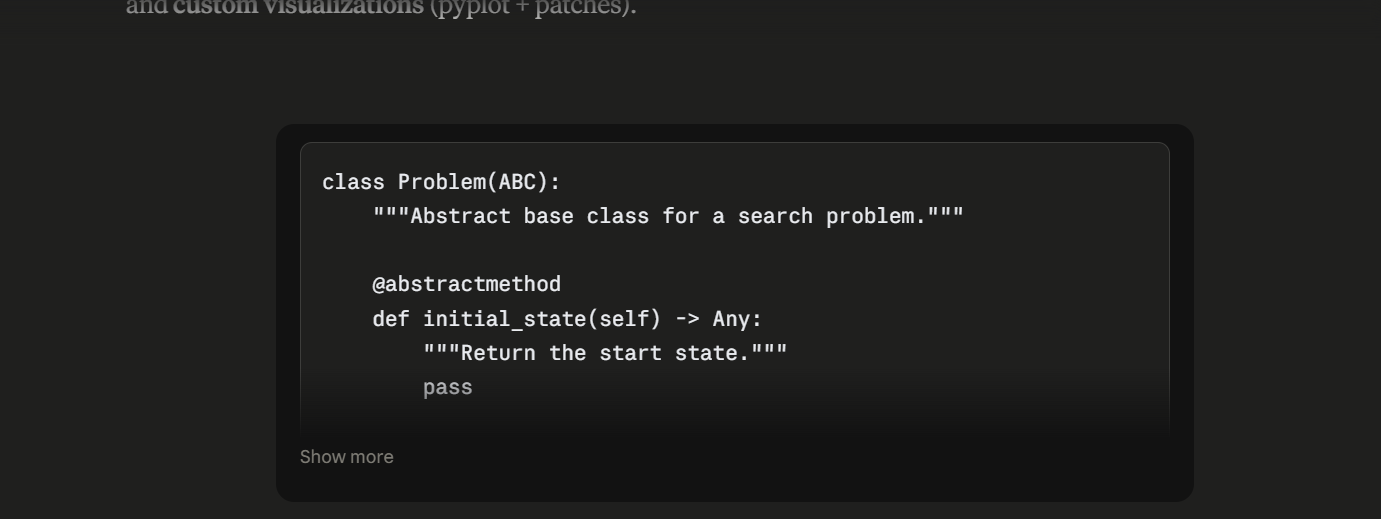 and custom visualizations (pyplot + patches).
class Problem(ABC):
    """Abstract base class for a search problem."""
    @abstractmethod
    def initial_state(self) -> Any:
        """Return the start state."""
        pass
Show more